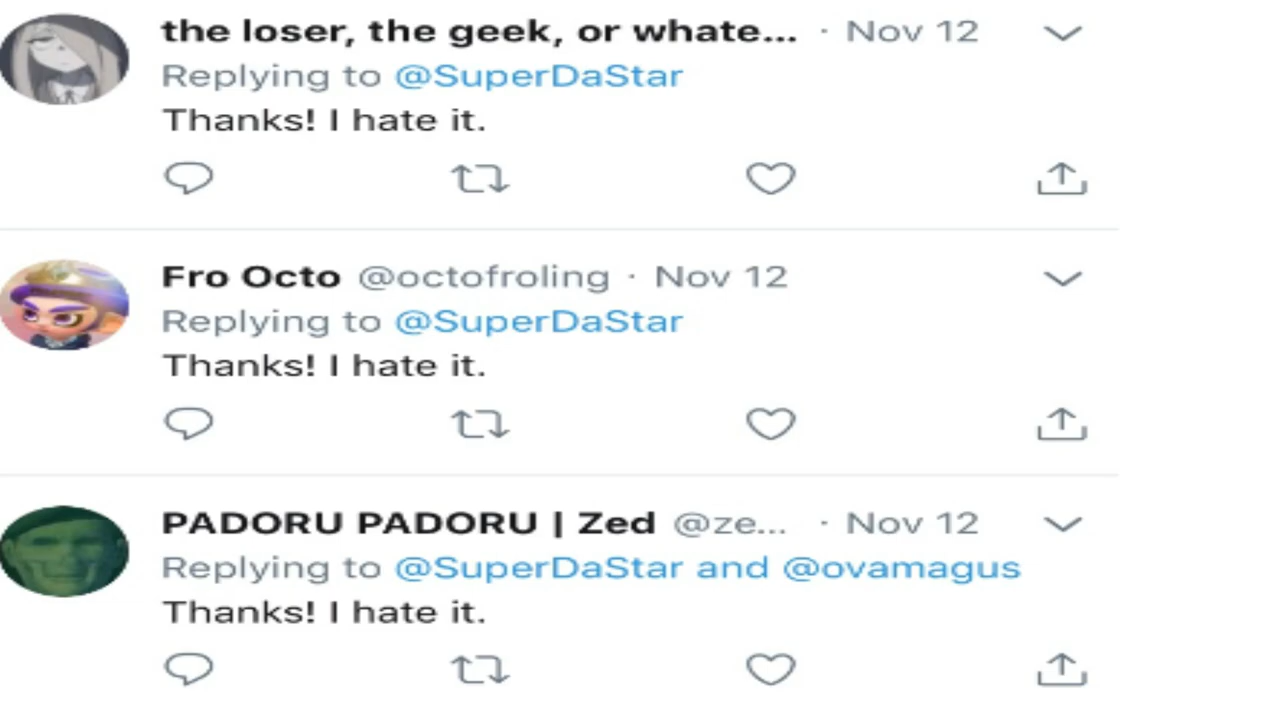 the loser, the geek, or whate... · Nov 12
Replying to @SuperDaStar
Thanks! I hate it.
Fro Octo @octofroling · Nov 12
Replying to @SuperDaStar
Thanks! I hate it.
PADORU PADORU | Zed @ze... · Nov 12
Replying to @SuperDaStar and @ovamagus
Thanks! I hate it.